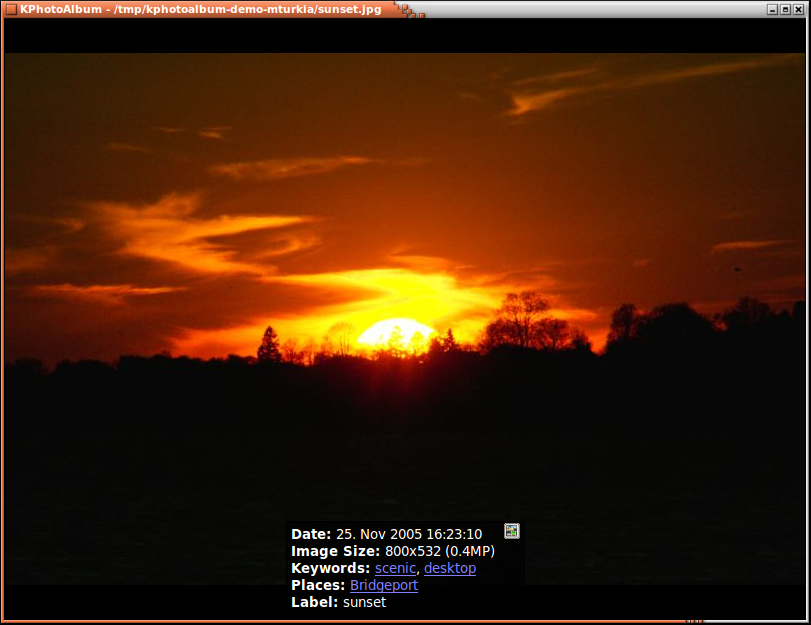 KPhotoAlbum - /tmp/kphotoalbum-demo-mturkia/sunset.jpg
Date: 25. Nov 2005 16:23:10
Image Size: 800x532 (0.4MP)
Keywords: scenic, desktop
Places: Bridgeport
Label: sunset